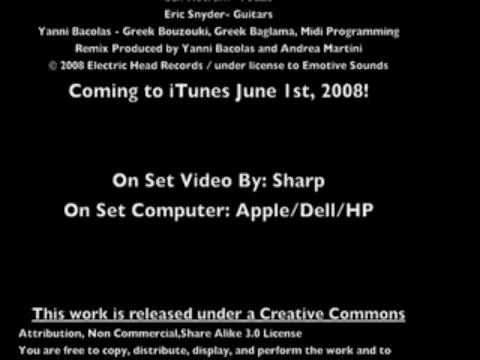 Eric Snyder- Guitars
Yanni Bacolas - Greek Bouzouki, Greek Baglama, Midi Programming
Remix Produced by Yanni Bacolas and Andrea Martini
© 2008 Electric Head Records / under license to Emotive Sounds
Coming to iTunes June 1st, 2008!
On Set Video By: Sharp
On Set Computer: Apple/Dell/HP
This work is released under a Creative Commons
Attribution, Non Commercial,Share Alike 3.0 License
You are free to copy, distribute, display, and perform the work and to